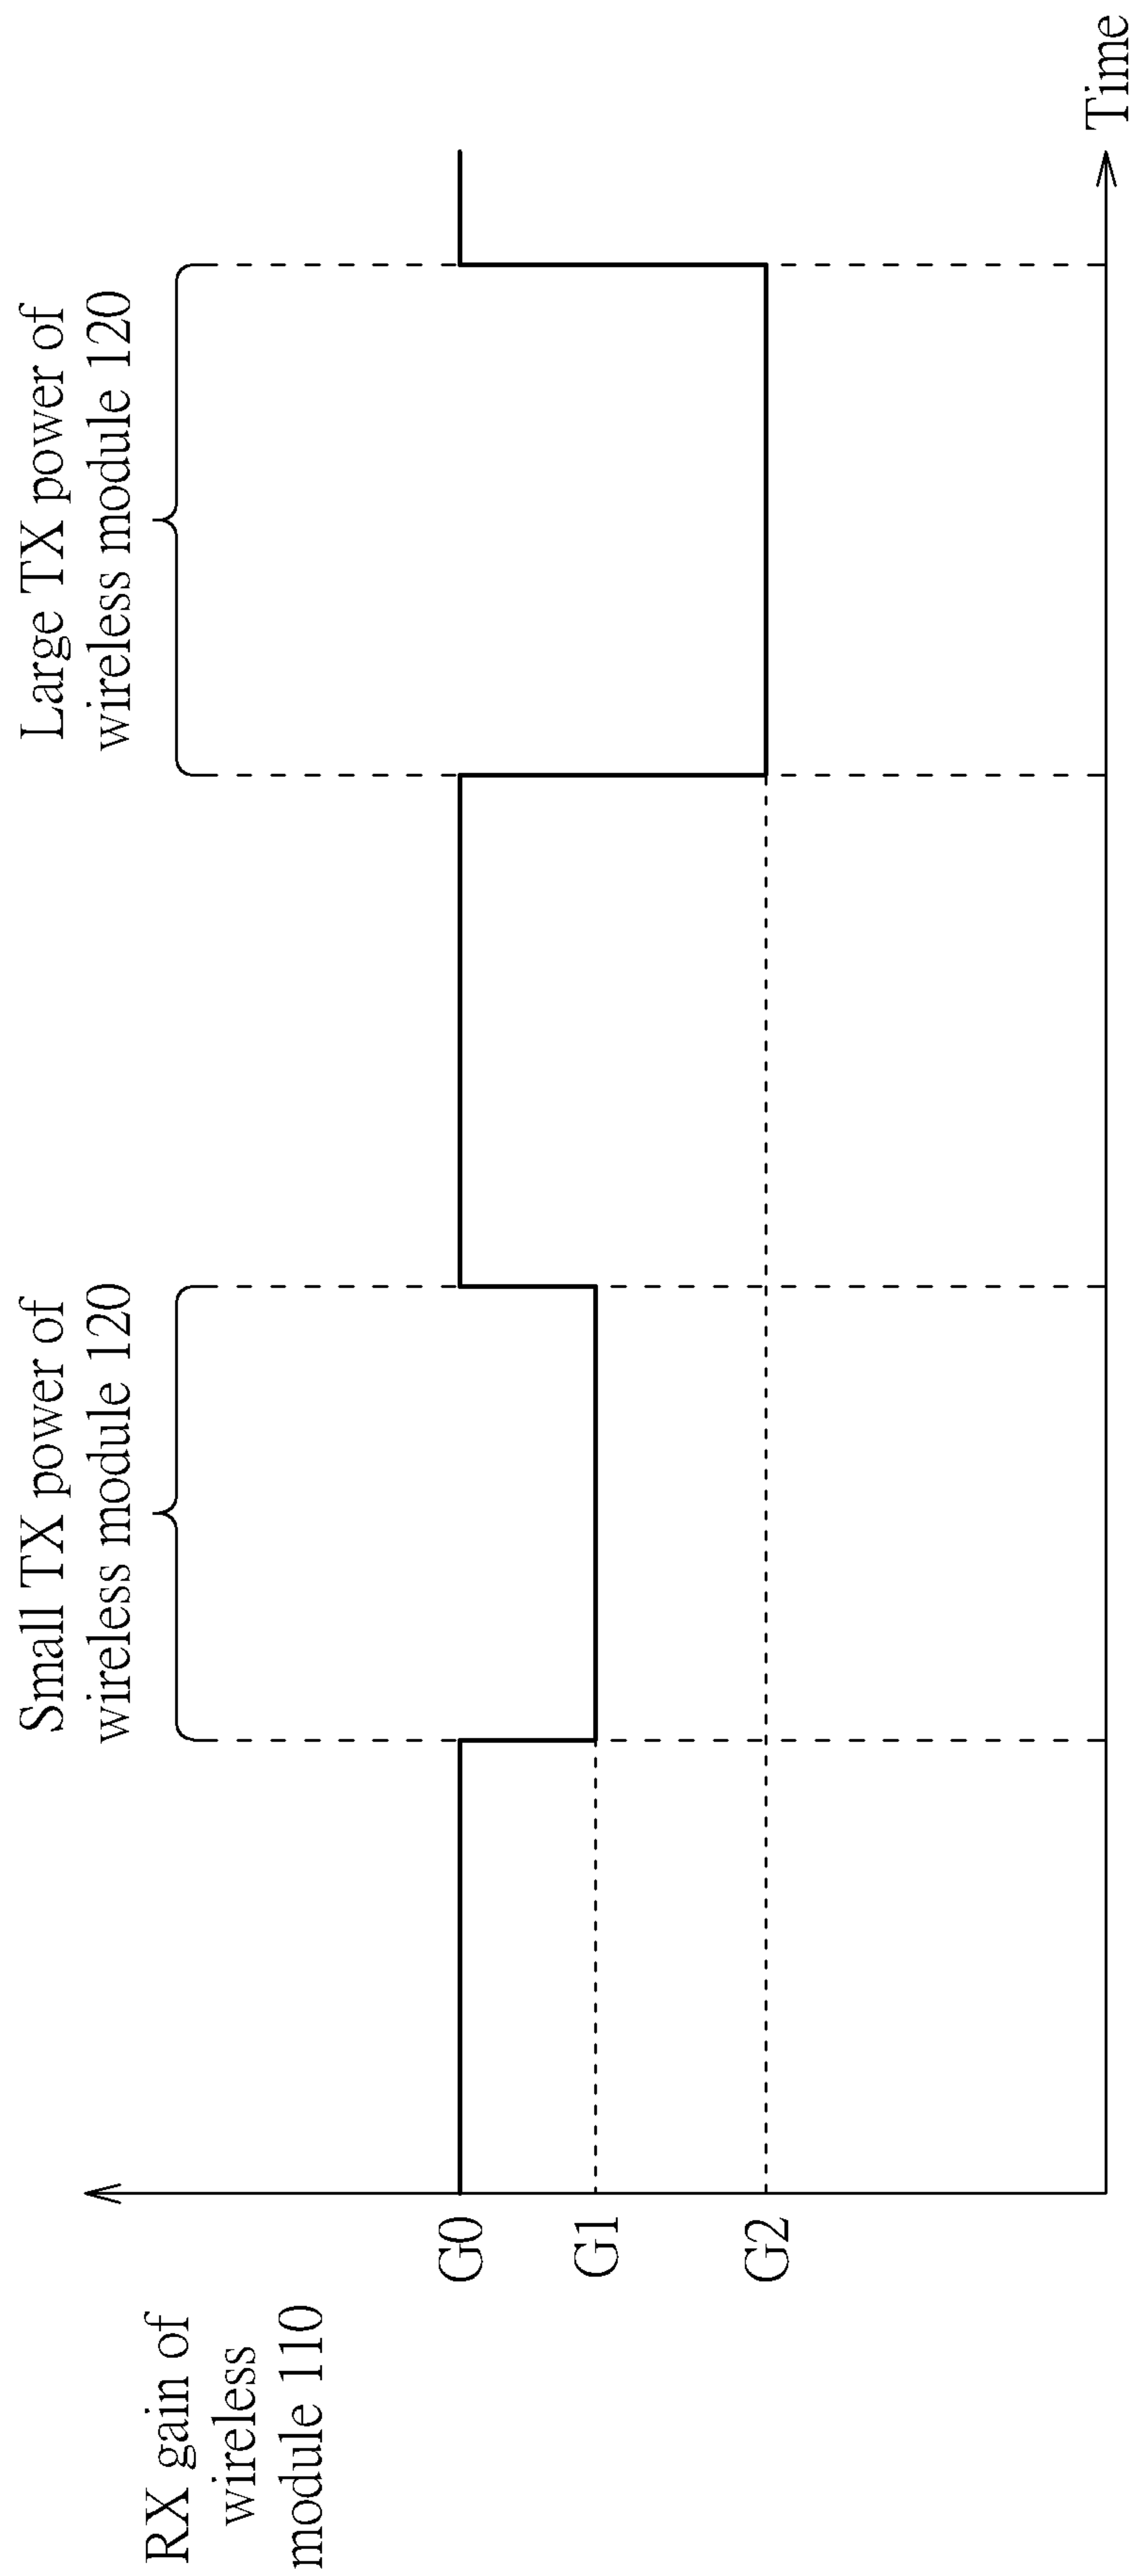 Small TX power of
wireless module 120
Large TX power of
wireless module 120
RX gain of
wireless
module 110
G0
G1
G2
Time